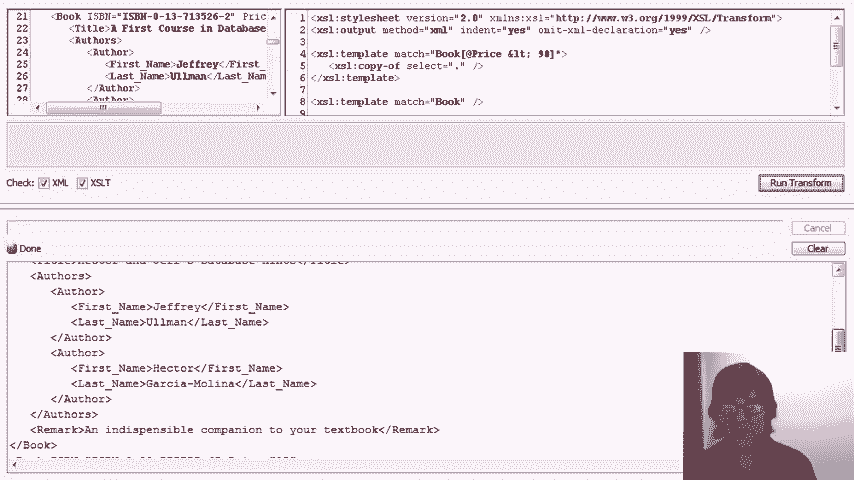 21 <Book ISBN="ISBN-0-13-713526-2" Pric
22 <Title>A First Course in Database
23 <Authors>
24 <Author>
25 <First_Name>Jeffrey</First_
26 <Last_Name>Ullman</Last_Nam
27 </Author>
28 <Author>
1 <xsl:stylesheet version="2.0" xmlns:xsl="http://www.w3.org/1999/XSL/Transform">
2 <xsl:output method="xml" indent="yes" omit-xml-declaration="yes" />
3
4 <xsl:template match="Book[@Price &lt; 90]">
5 <xsl:copy-of select="." />
6 </xsl:template>
7
8 <xsl:template match="Book" />
9
Check: XML XSLT
Run Transform
Cancel
Done
Clear
<Authors>
<Author>
<First_Name>Jeffrey</First_Name>
<Last_Name>Ullman</Last_Name>
</Author>
<Author>
<First_Name>Hector</First_Name>
<Last_Name>Garcia-Molina</Last_Name>
</Author>
</Authors>
<Remark>An indispensible companion to your textbook</Remark>
</Book>